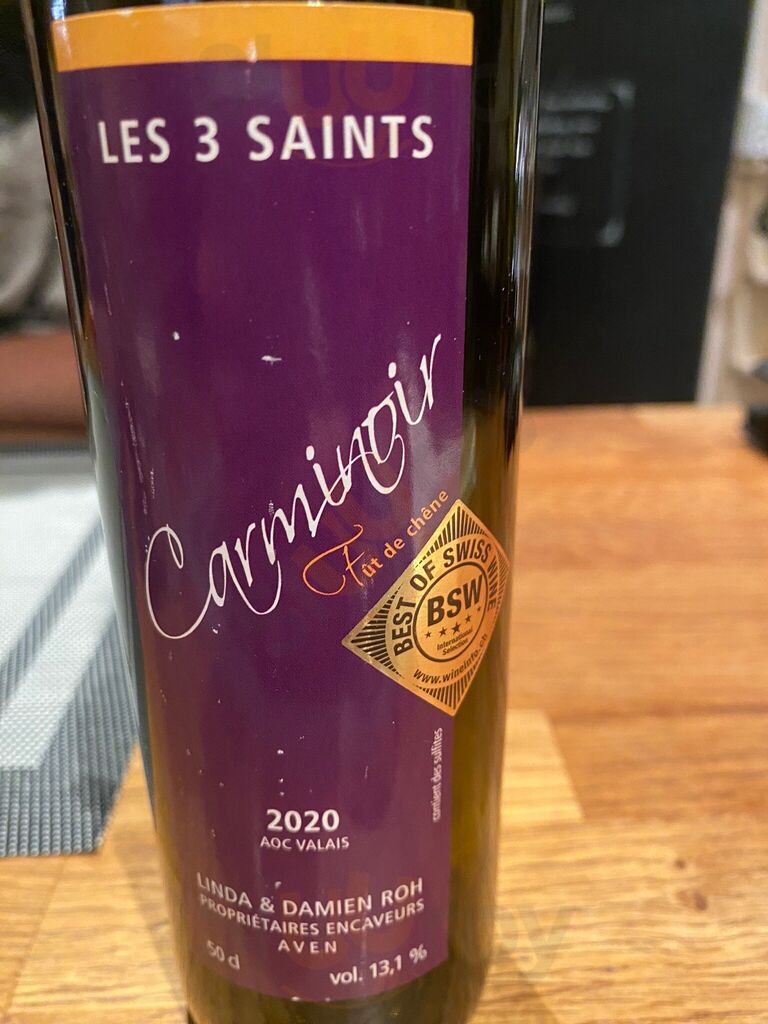 LES 3 SAINTS
Carminoir
Fût de chêne
BEST OF SWISS WINE
BSW
International
Selection
www.wineinfo.ch
contient des sulfites
2020
AOC VALAIS
LINDA & DAMIEN ROH
PROPRIÉTAIRES ENCAVEURS
AVEN
50 cl
vol. 13,1 %